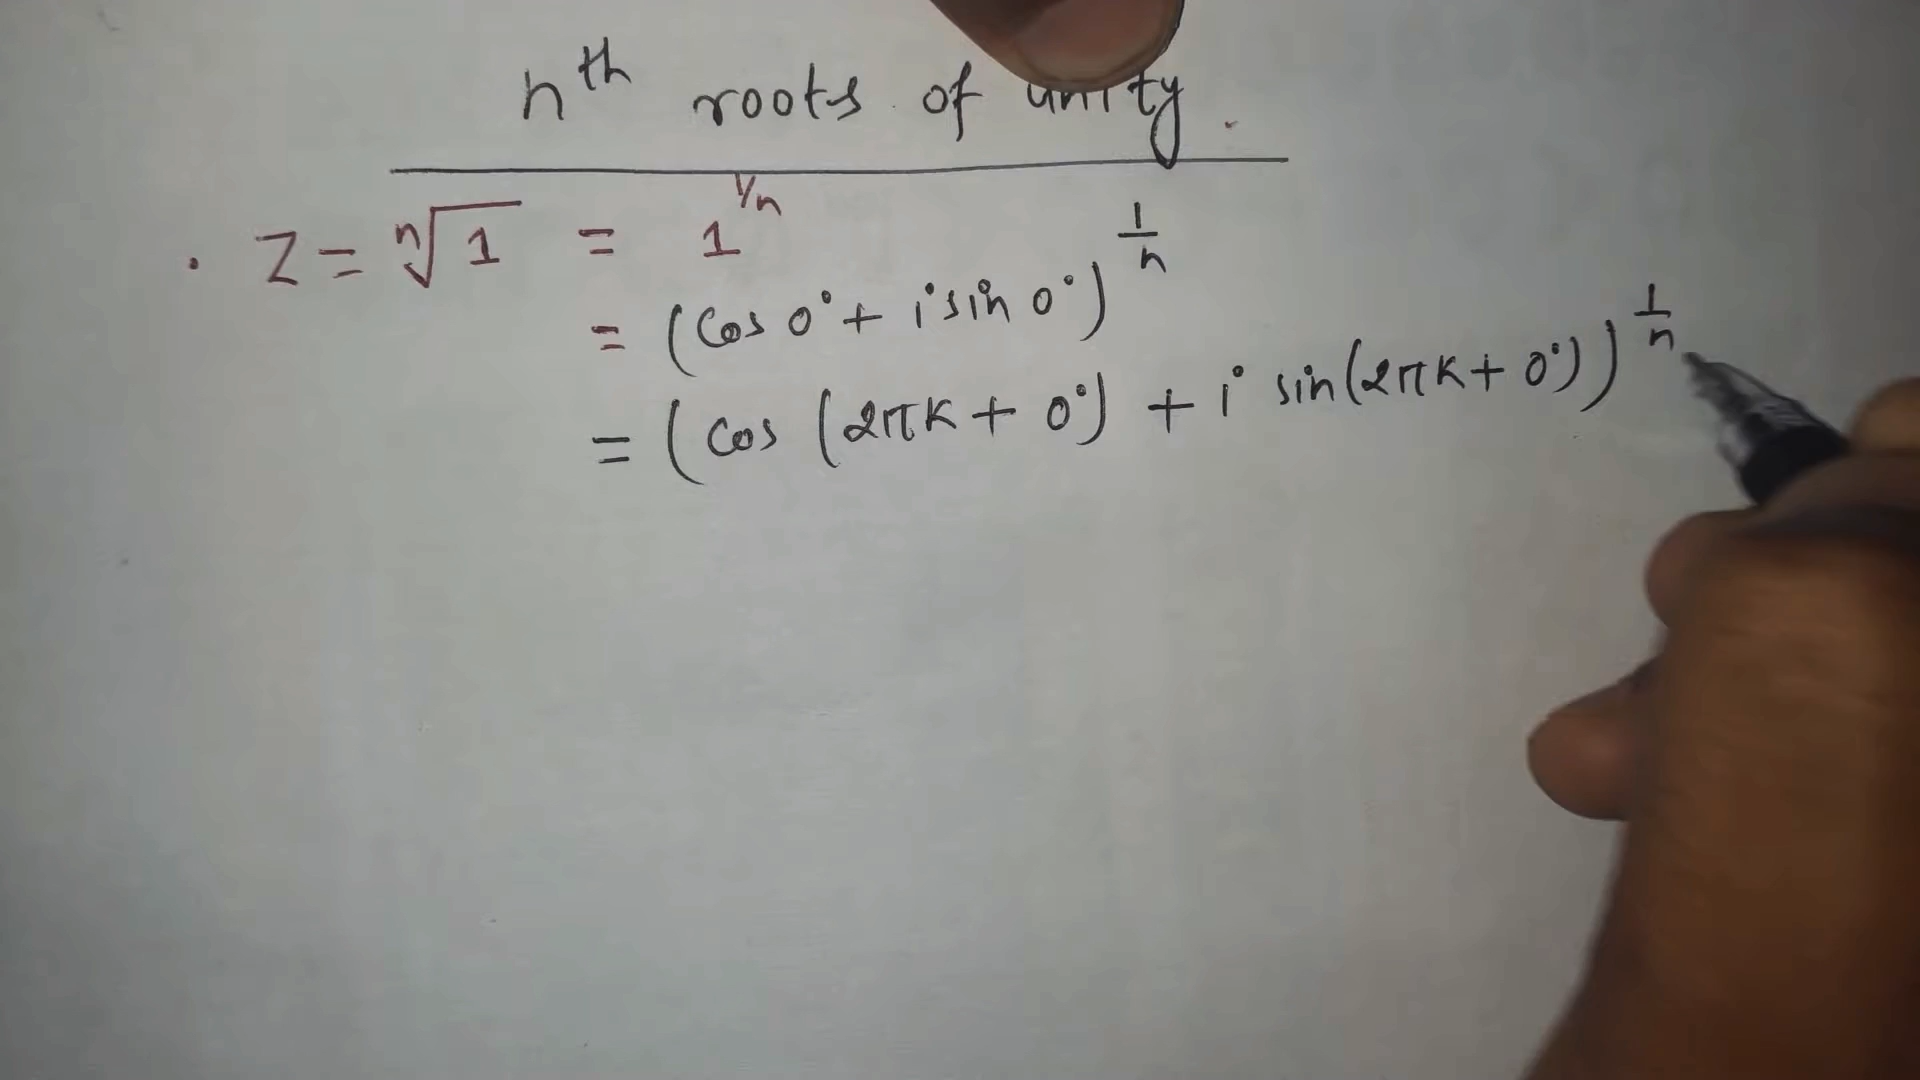 nth roots of unity.
. Z = ⁿ√1 = 1^(1/n)
= (cos 0° + i sin 0°)^(1/n)
= (cos (2πK + 0°) + i sin(2πK + 0°))^(1/n)